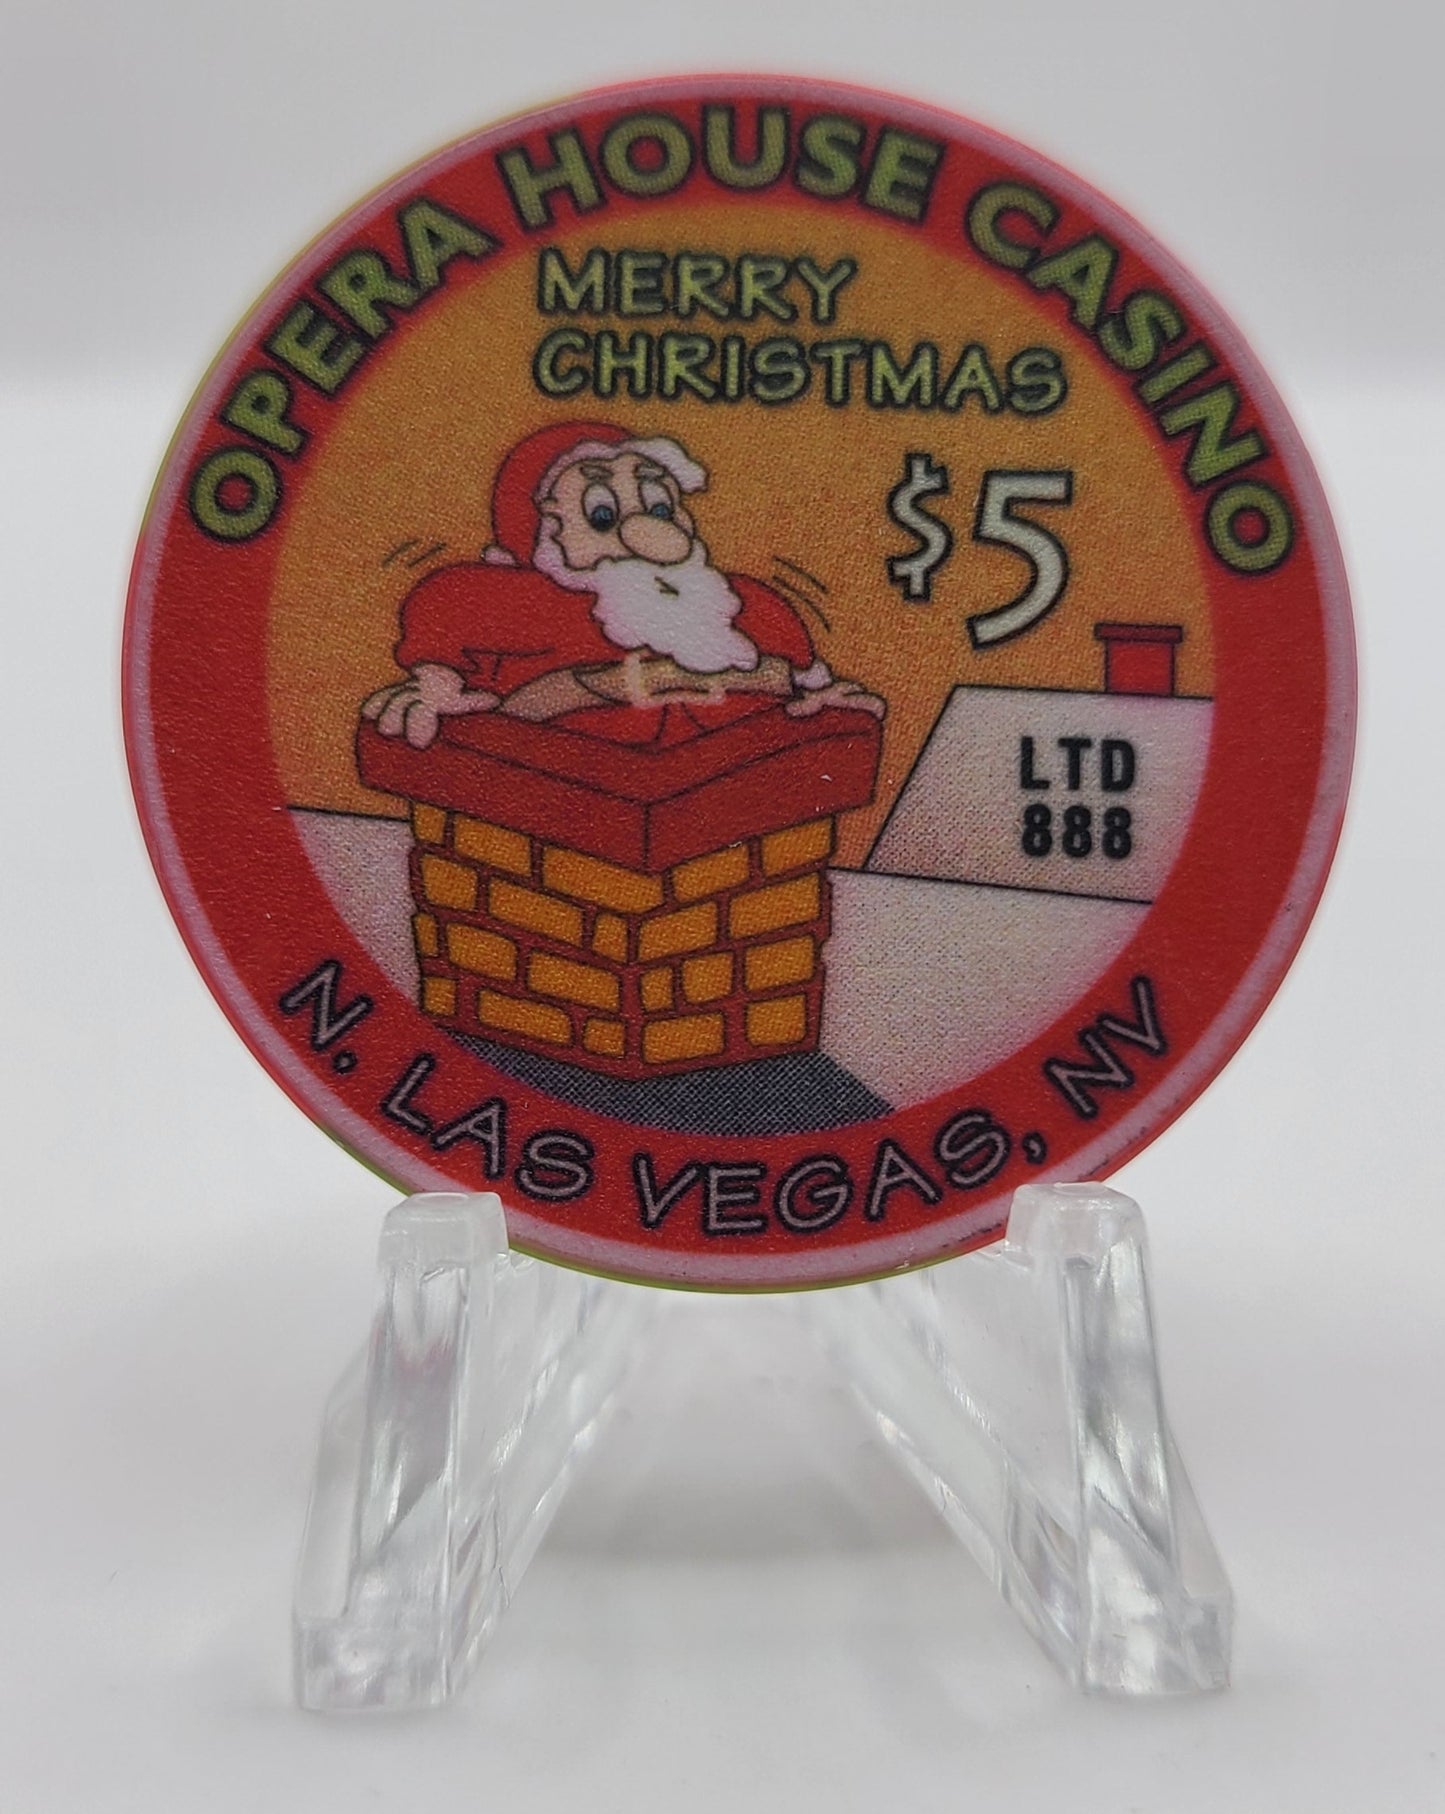 OPERA HOUSE CASINO
MERRY
CHRISTMAS
$5
LTD
888
N. LAS VEGAS, NV